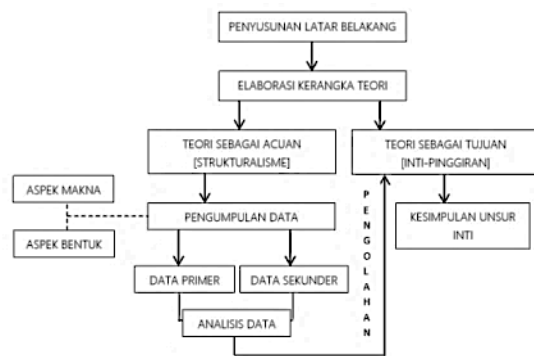 PENYUSUNAN LATAR BELAKANG
ELABORASI KERANGKA TEORI
TEORI SEBAGAI ACUAN
[STRUKTURALISME]
TEORI SEBAGAI TUJUAN
[INTI-PINGGIRAN]
ASPEK MAKNA
ASPEK BENTUK
PENGUMPULAN DATA
KESIMPULAN UNSUR
INTI
DATA PRIMER
DATA SEKUNDER
ANALISIS DATA
PENGOLAHAN